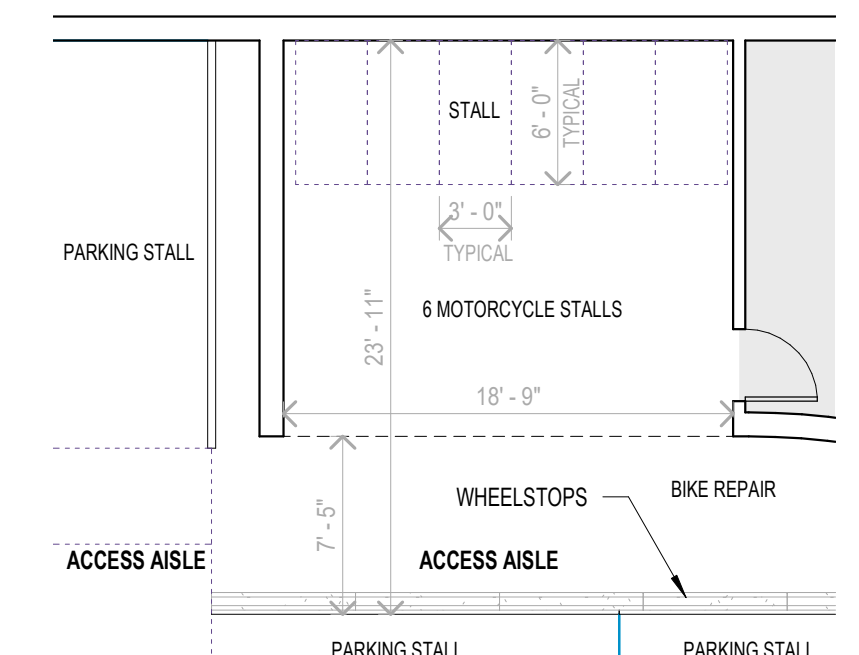 STALL
6' - 0"
TYPICAL
3' - 0"
TYPICAL
PARKING STALL
6 MOTORCYCLE STALLS
23' - 11"
18' - 9"
7' - 5"
WHEELSTOPS
BIKE REPAIR
ACCESS AISLE
ACCESS AISLE
PARKING STALL
PARKING STALL